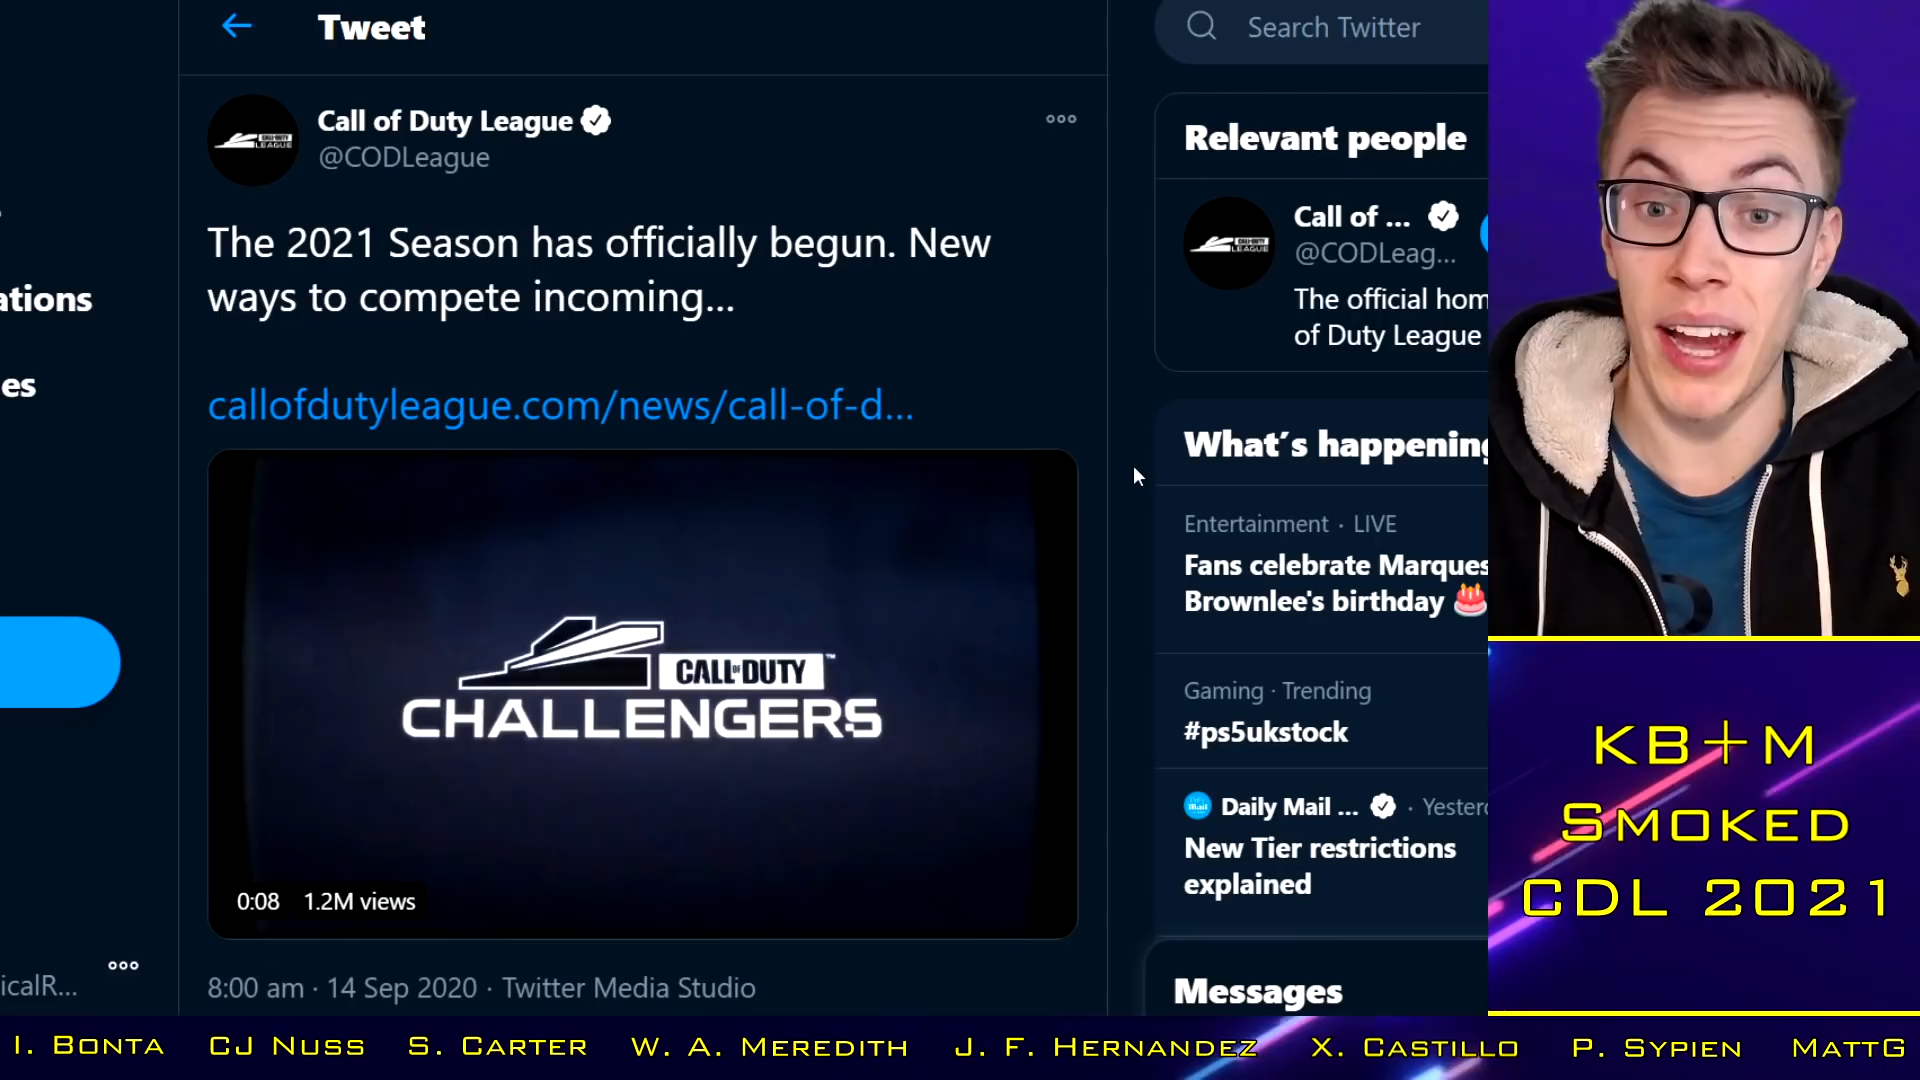 Tweet
Search Twitter
Call of Duty League
@CODLeague
The 2021 Season has officially begun. New
ways to compete incoming...
callofdutyleague.com/news/call-of-d...
CALL OF DUTY™
CHALLENGERS
0:08 1.2M views
8:00 am · 14 Sep 2020 · Twitter Media Studio
ations
es
icalR...
Relevant people
Call of ...
@CODLeag...
The official hom
of Duty League
What's happening
Entertainment · LIVE
Fans celebrate Marques
Brownlee's birthday
Gaming · Trending
#ps5ukstock
Daily Mail ... · Yester
New Tier restrictions
explained
Messages
KB+M
SMOKED
CDL 2021
I. BONTA CJ NUSS S. CARTER W. A. MEREDITH J. F. HERNANDEZ X. CASTILLO P. SYPIEN MATTG